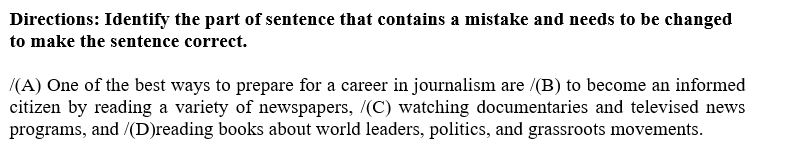 Directions: Identify the part of sentence that contains a mistake and needs to be changed
to make the sentence correct.
/(A) One of the best ways to prepare for a career in journalism are /(B) to become an informed
citizen by reading a variety of newspapers, /(C) watching documentaries and televised news
programs, and /(D)reading books about world leaders, politics, and grassroots movements.